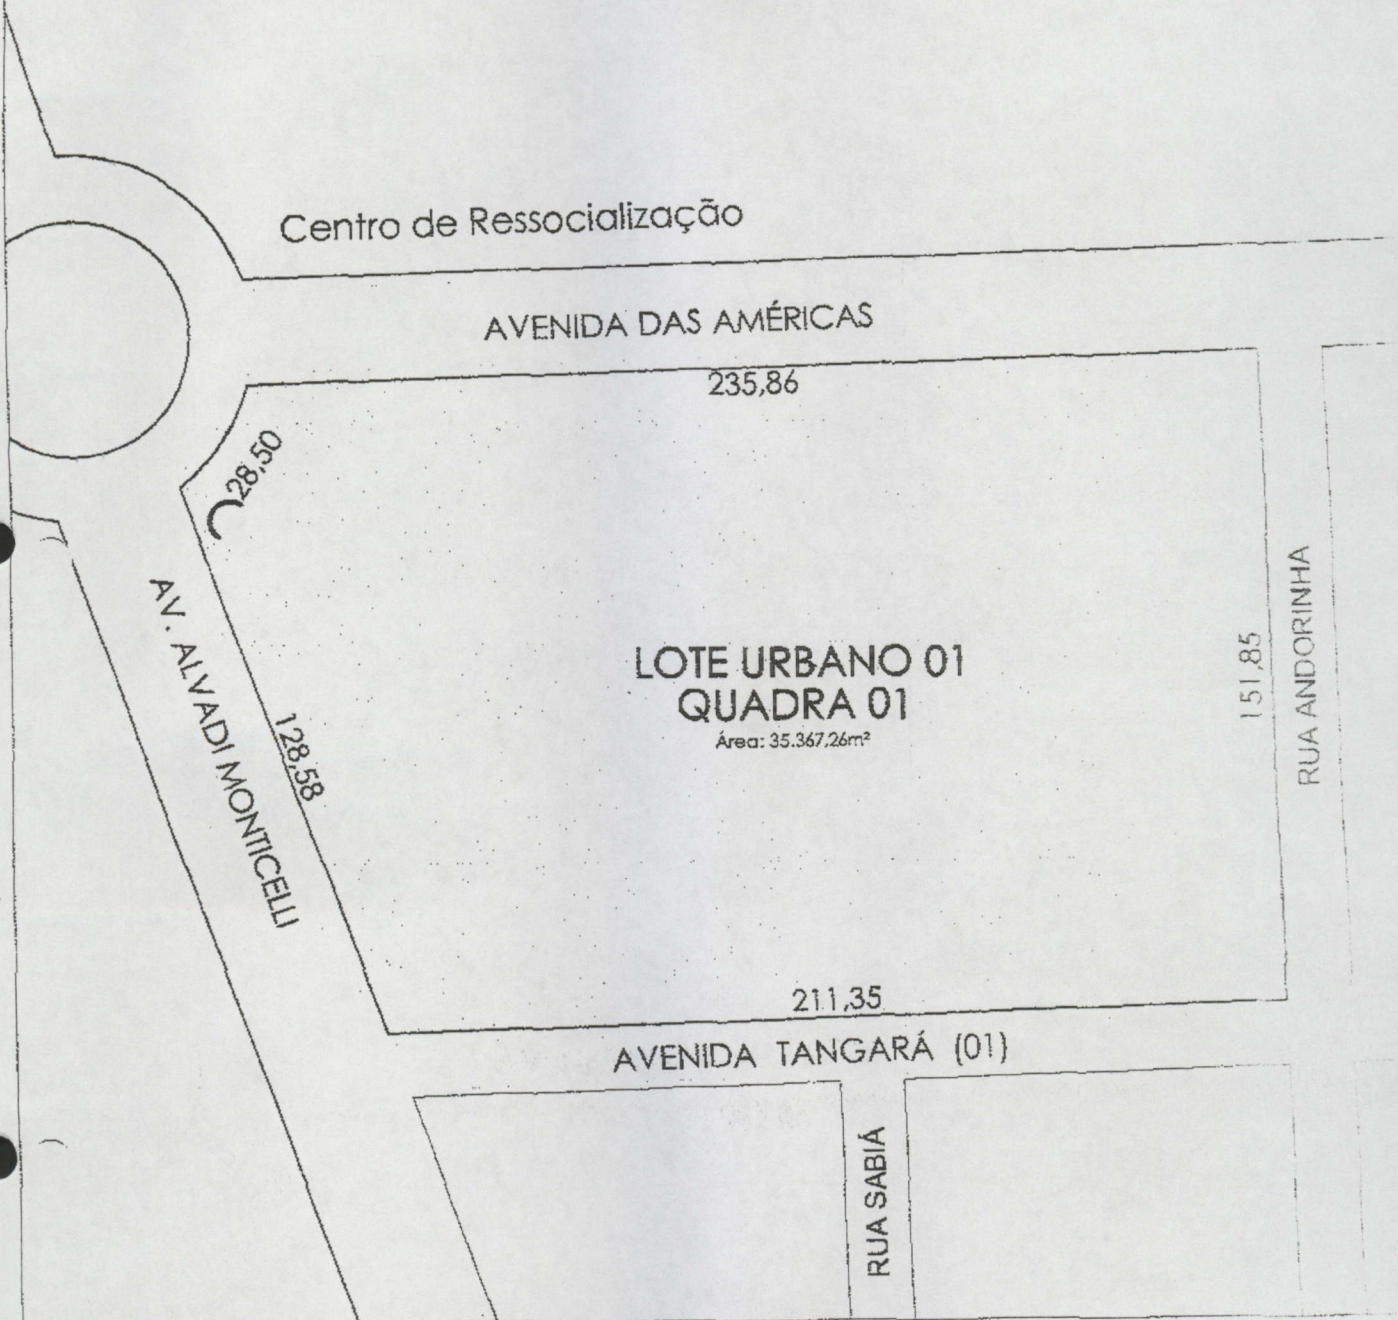 Centro de Ressocialização
AVENIDA DAS AMÉRICAS
235,86
28,50
AV. ALVADI MONTICELLI
128,58
LOTE URBANO 01
QUADRA 01
Área: 35.367,26m²
151,85
RUA ANDORINHA
211,35
AVENIDA TANGARÁ (01)
RUA SABIÁ